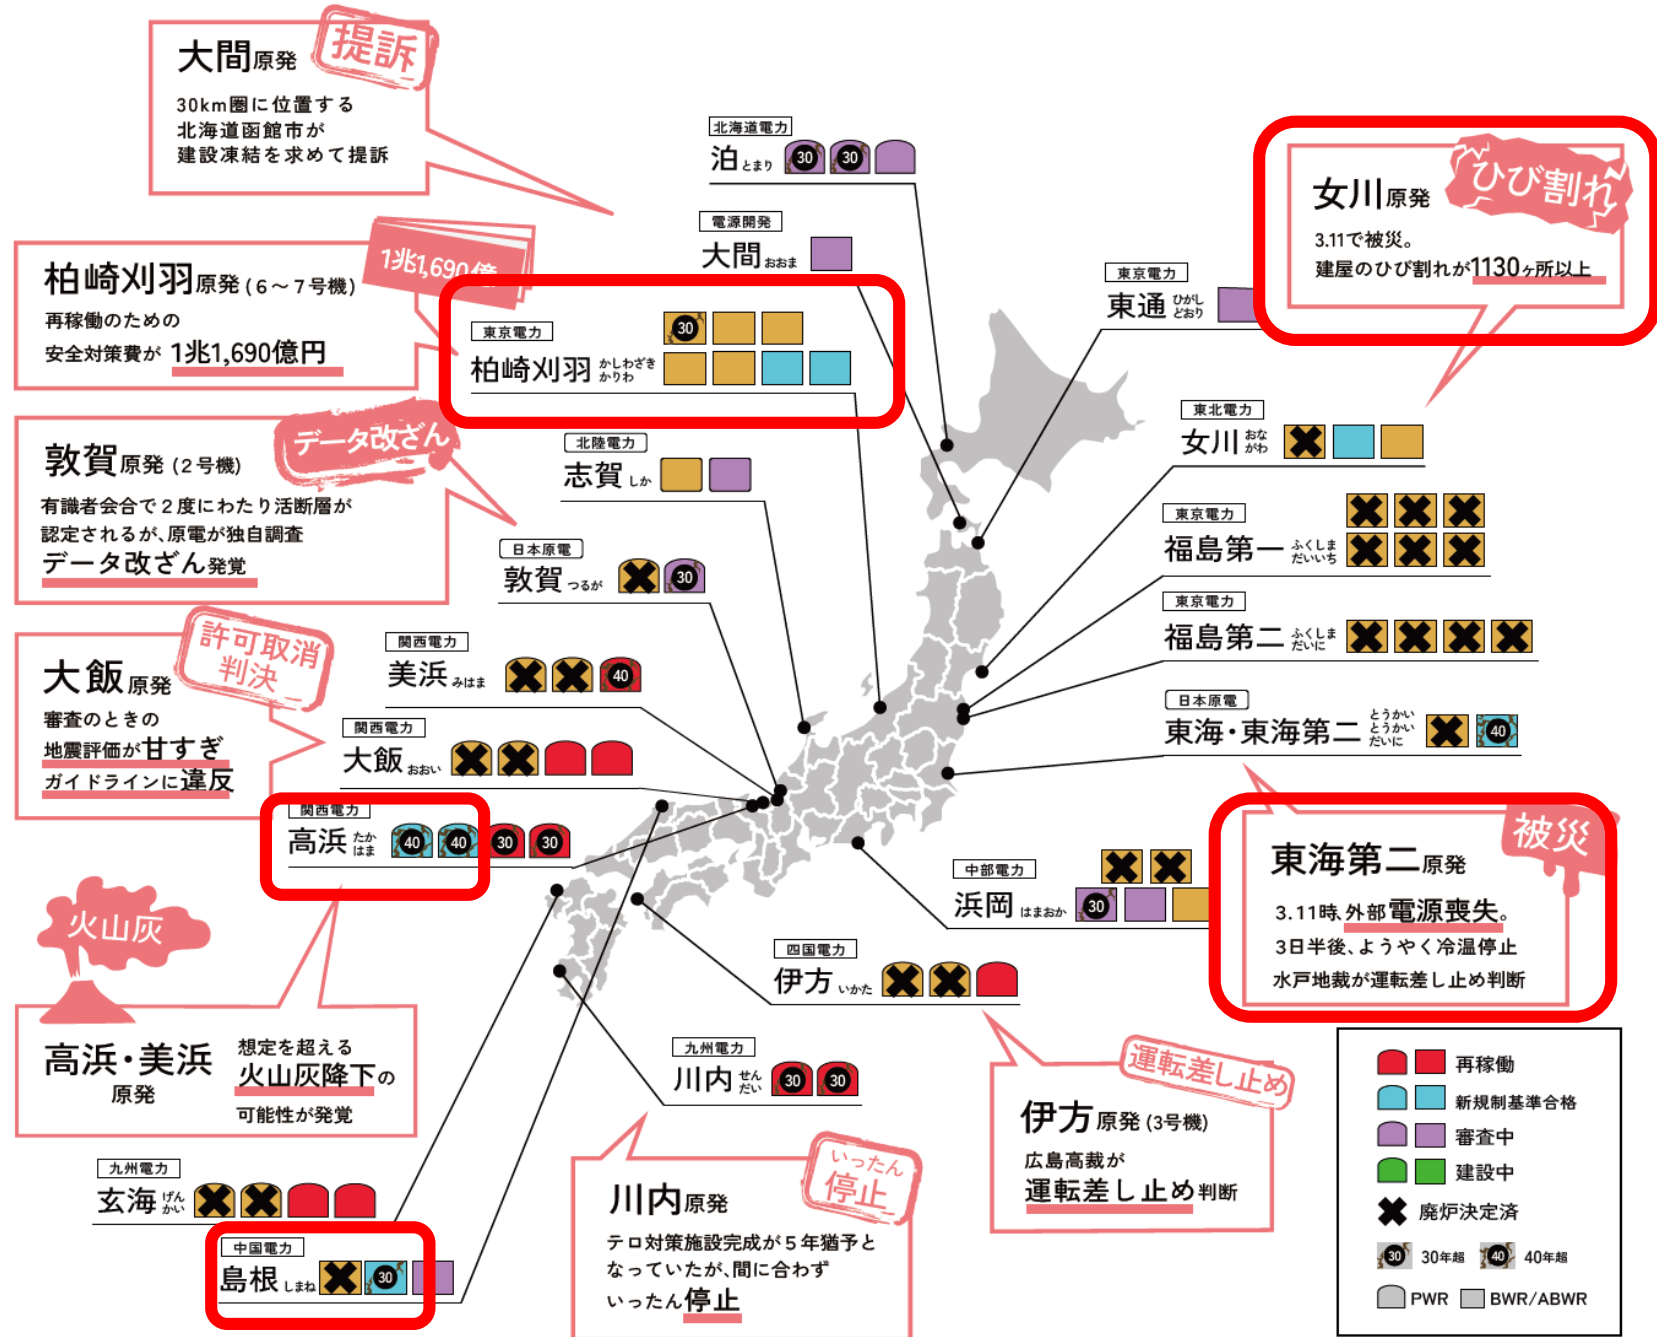 大間原発
提訴
30km圏に位置する
北海道函館市が
建設凍結を求めて提訴
柏崎刈羽原発(6〜7号機)
1兆1,690億
再稼働のための
安全対策費が 1兆1,690億円
敦賀原発(2号機)
データ改ざん
有識者会合で2度にわたり活断層が
認定されるが、原電が独自調査
データ改ざん発覚
大飯原発
許可取消
判決
審査のときの
地震評価が甘すぎ
ガイドラインに違反
火山灰
高浜・美浜
原発
想定を超える
火山灰降下の
可能性が発覚
北海道電力
泊 とまり
30 30
電源開発
大間 おおま
東京電力
柏崎刈羽 かしわざき
かりわ
30
北陸電力
志賀 しか
日本原電
敦賀 つるが
30
関西電力
美浜 みはま
40
関西電力
大飯 おおい
関西電力
高浜 たか
はま
40 40 30 30
九州電力
玄海 げん
かい
中国電力
島根 しまね
30
東京電力
東通 ひがし
どおり
女川原発
ひび割れ
3.11で被災。
建屋のひび割れが1130ヶ所以上
東北電力
女川 おな
がわ
東京電力
福島第一 ふくしま
だいいち
東京電力
福島第二 ふくしま
だいに
日本原電
東海・東海第二 とうかい
とうかい
だいに
40
東海第二原発
被災
3.11時、外部電源喪失。
3日半後、ようやく冷温停止
水戸地裁が運転差し止め判断
中部電力
浜岡 はまおか
30
四国電力
伊方 いかた
九州電力
川内 せん
だい
30 30
川内原発
いったん
停止
テロ対策施設完成が5年猶予と
なっていたが、間に合わず
いったん停止
伊方原発(3号機)
運転差し止め
広島高裁が
運転差し止め判断
再稼働
新規制基準合格
審査中
建設中
廃炉決定済
30 30年超 40 40年超
PWR BWR/ABWR